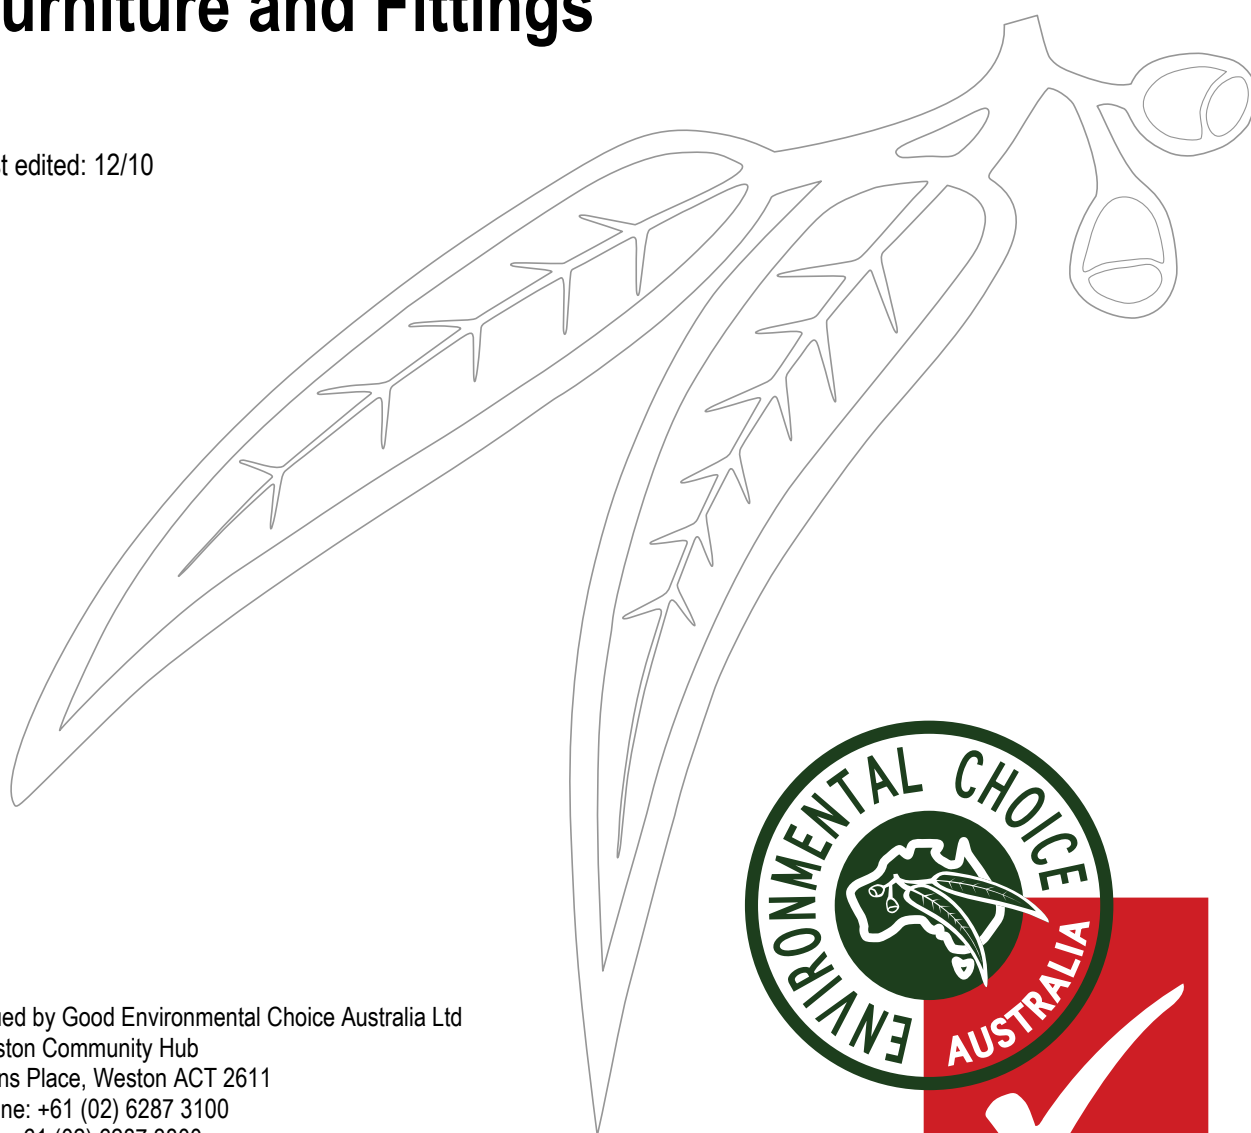 urniture and Fittings
t edited: 12/10
ENVIRONMENTAL CHOICE
AUSTRALIA
ued by Good Environmental Choice Australia Ltd
ston Community Hub
ns Place, Weston ACT 2611
ne: +61 (02) 6287 3100